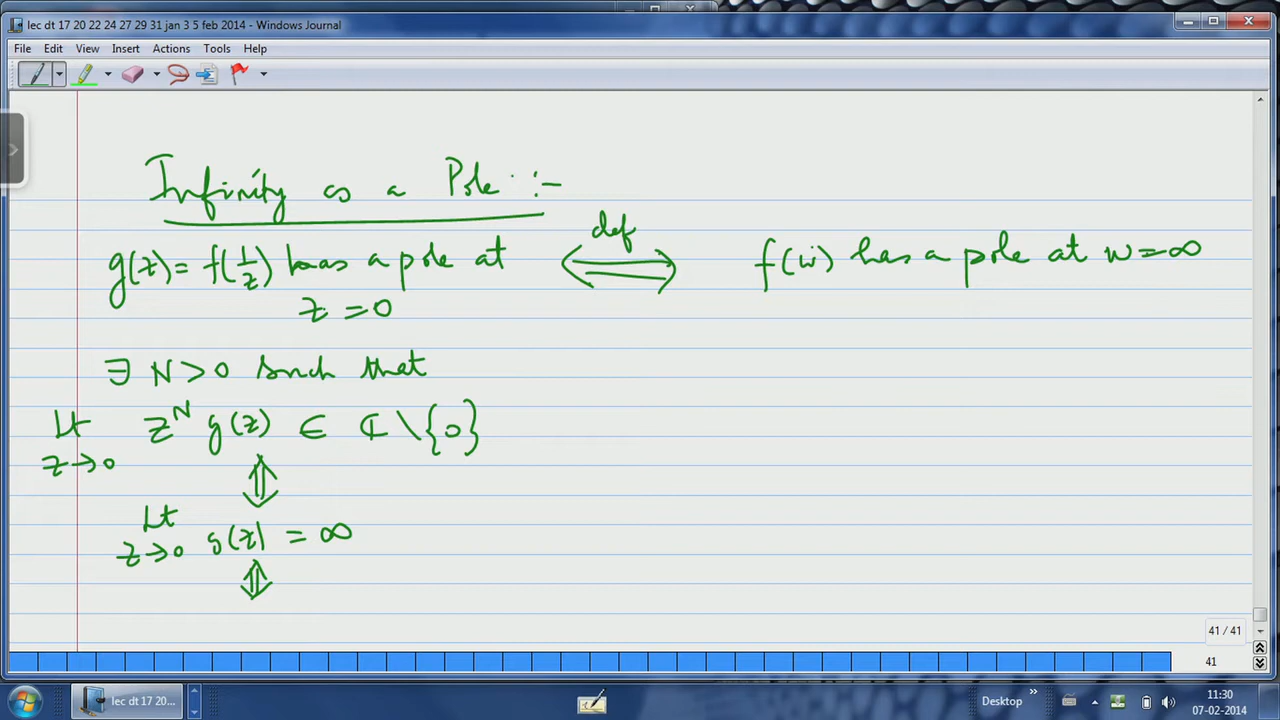 lec dt 17 20 22 24 27 29 31 jan 3 5 feb 2014 - Windows Journal
File Edit View Insert Actions Tools Help
Infinity as a Pole :-
g(z) = f(1/z) has a pole at z = 0
def
⟺
f(w) has a pole at w = ∞
∃ N > 0 such that
Lt z→0 z^N g(z) ∈ ℂ \ {0}
⇕
Lt z→0 g(z) = ∞
⇕
41 / 41
41
lec dt 17 20...
Desktop
»
11:30
07-02-2014